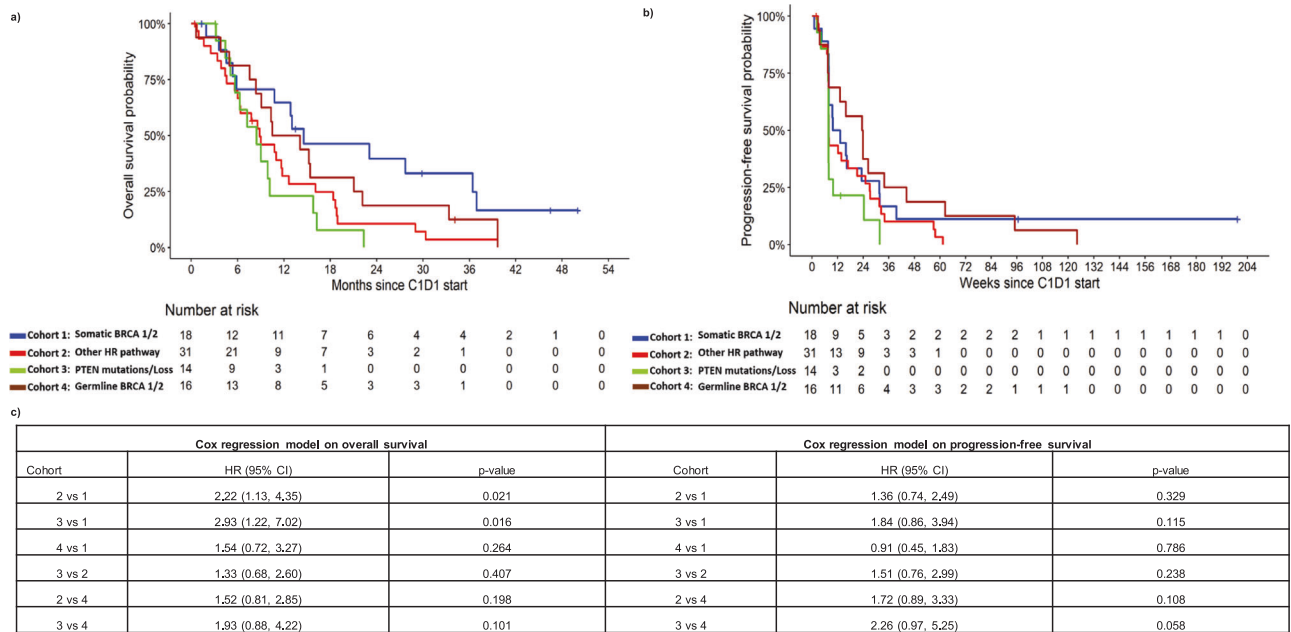 a)
Overall survival probability
100%
75%
50%
25%
0%
0 6 12 18 24 30 36 42 48 54
Months since C1D1 start
Number at risk
Cohort 1: Somatic BRCA 1/2 18 12 11 7 6 4 4 2 1 0
Cohort 2: Other HR pathway 31 21 9 7 3 2 1 0 0 0
Cohort 3: PTEN mutations/Loss 14 9 3 1 0 0 0 0 0 0
Cohort 4: Germline BRCA 1/2 16 13 8 5 3 3 1 0 0 0
b)
Progression-free survival probability
100%
75%
50%
25%
0%
0 12 24 36 48 60 72 84 96 108 120 132 144 156 168 180 192 204
Weeks since C1D1 start
Number at risk
Cohort 1: Somatic BRCA 1/2 18 9 5 3 2 2 2 2 2 1 1 1 1 1 1 1 1 0
Cohort 2: Other HR pathway 31 13 9 3 3 1 0 0 0 0 0 0 0 0 0 0 0 0
Cohort 3: PTEN mutations/Loss 14 3 2 0 0 0 0 0 0 0 0 0 0 0 0 0 0 0
Cohort 4: Germline BRCA 1/2 16 11 6 4 3 3 2 2 1 1 1 0 0 0 0 0 0 0
c)
Cox regression model on overall survival Cox regression model on progression-free survival
Cohort HR (95% CI) p-value Cohort HR (95% CI) p-value
2 vs 1 2.22 (1.13, 4.35) 0.021 2 vs 1 1.36 (0.74, 2.49) 0.329
3 vs 1 2.93 (1.22, 7.02) 0.016 3 vs 1 1.84 (0.86, 3.94) 0.115
4 vs 1 1.54 (0.72, 3.27) 0.264 4 vs 1 0.91 (0.45, 1.83) 0.786
3 vs 2 1.33 (0.68, 2.60) 0.407 3 vs 2 1.51 (0.76, 2.99) 0.238
2 vs 4 1.52 (0.81, 2.85) 0.198 2 vs 4 1.72 (0.89, 3.33) 0.108
3 vs 4 1.93 (0.88, 4.22) 0.101 3 vs 4 2.26 (0.97, 5.25) 0.058